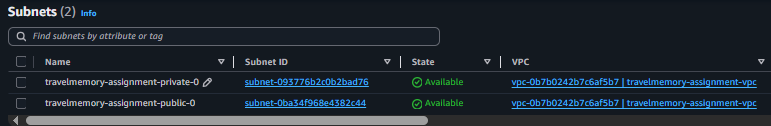 Subnets (2) Info
Find subnets by attribute or tag
Name Subnet ID State VPC
travelmemory-assignment-private-0 subnet-093776b2c0b2bad76 Available vpc-0b7b0242b7c6af5b7 | travelmemory-assignment-vpc
travelmemory-assignment-public-0 subnet-0ba34f968e4382c44 Available vpc-0b7b0242b7c6af5b7 | travelmemory-assignment-vpc